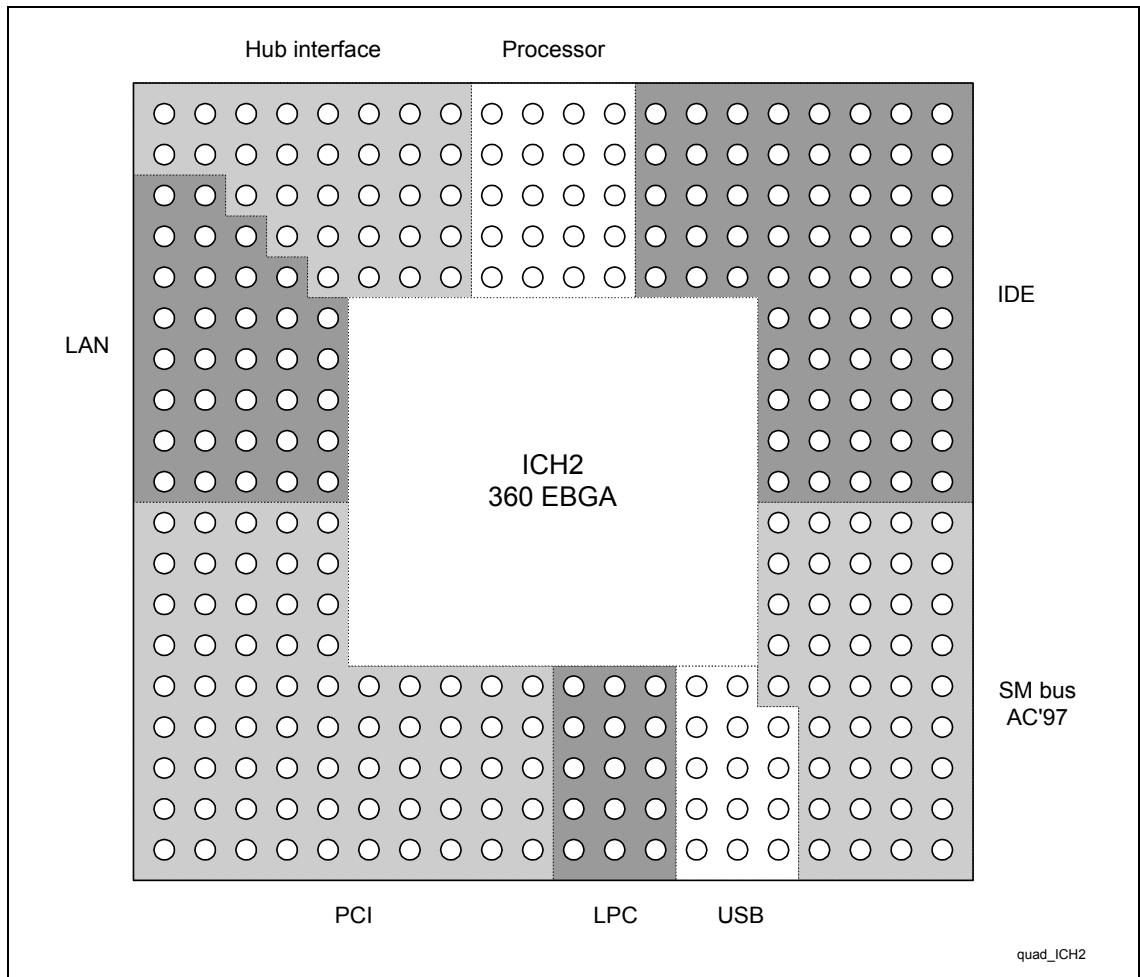 Hub interface
Processor
IDE
LAN
ICH2
360 EBGA
SM bus
AC'97
PCI
LPC
USB
quad_ICH2